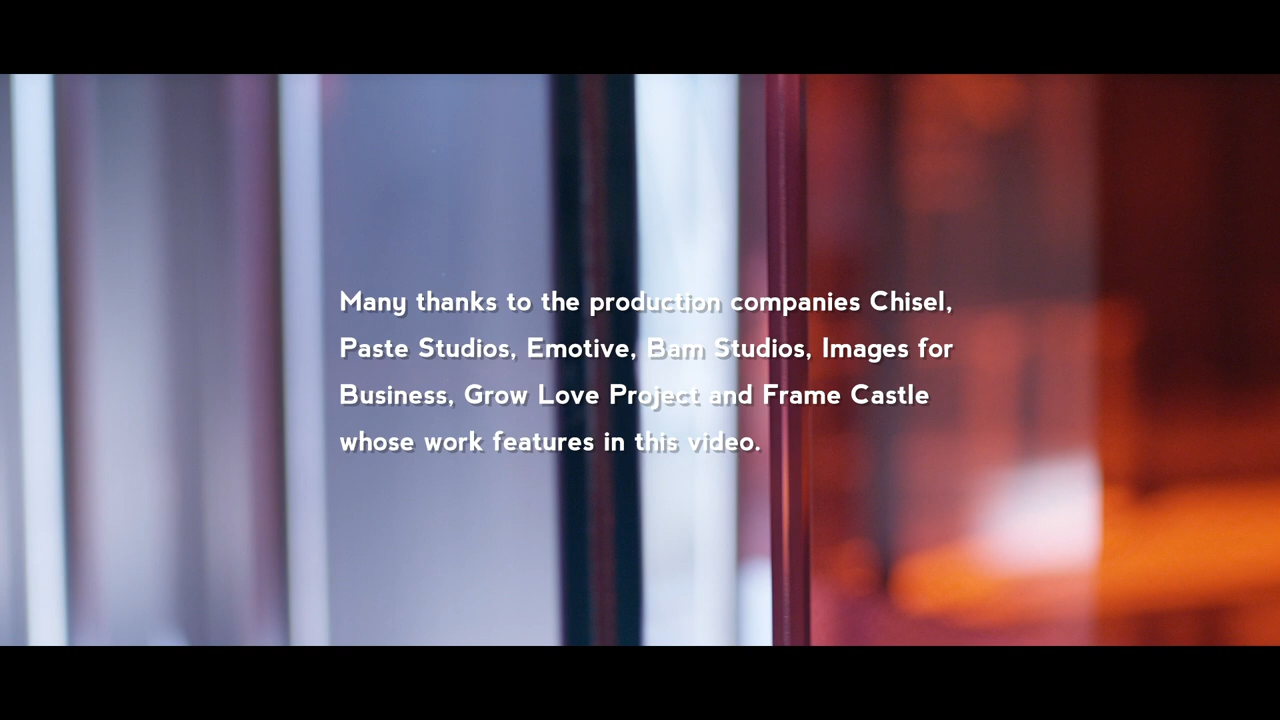 Many thanks to the production companies Chisel,
Paste Studios, Emotive, Bam Studios, Images for
Business, Grow Love Project and Frame Castle
whose work features in this video.